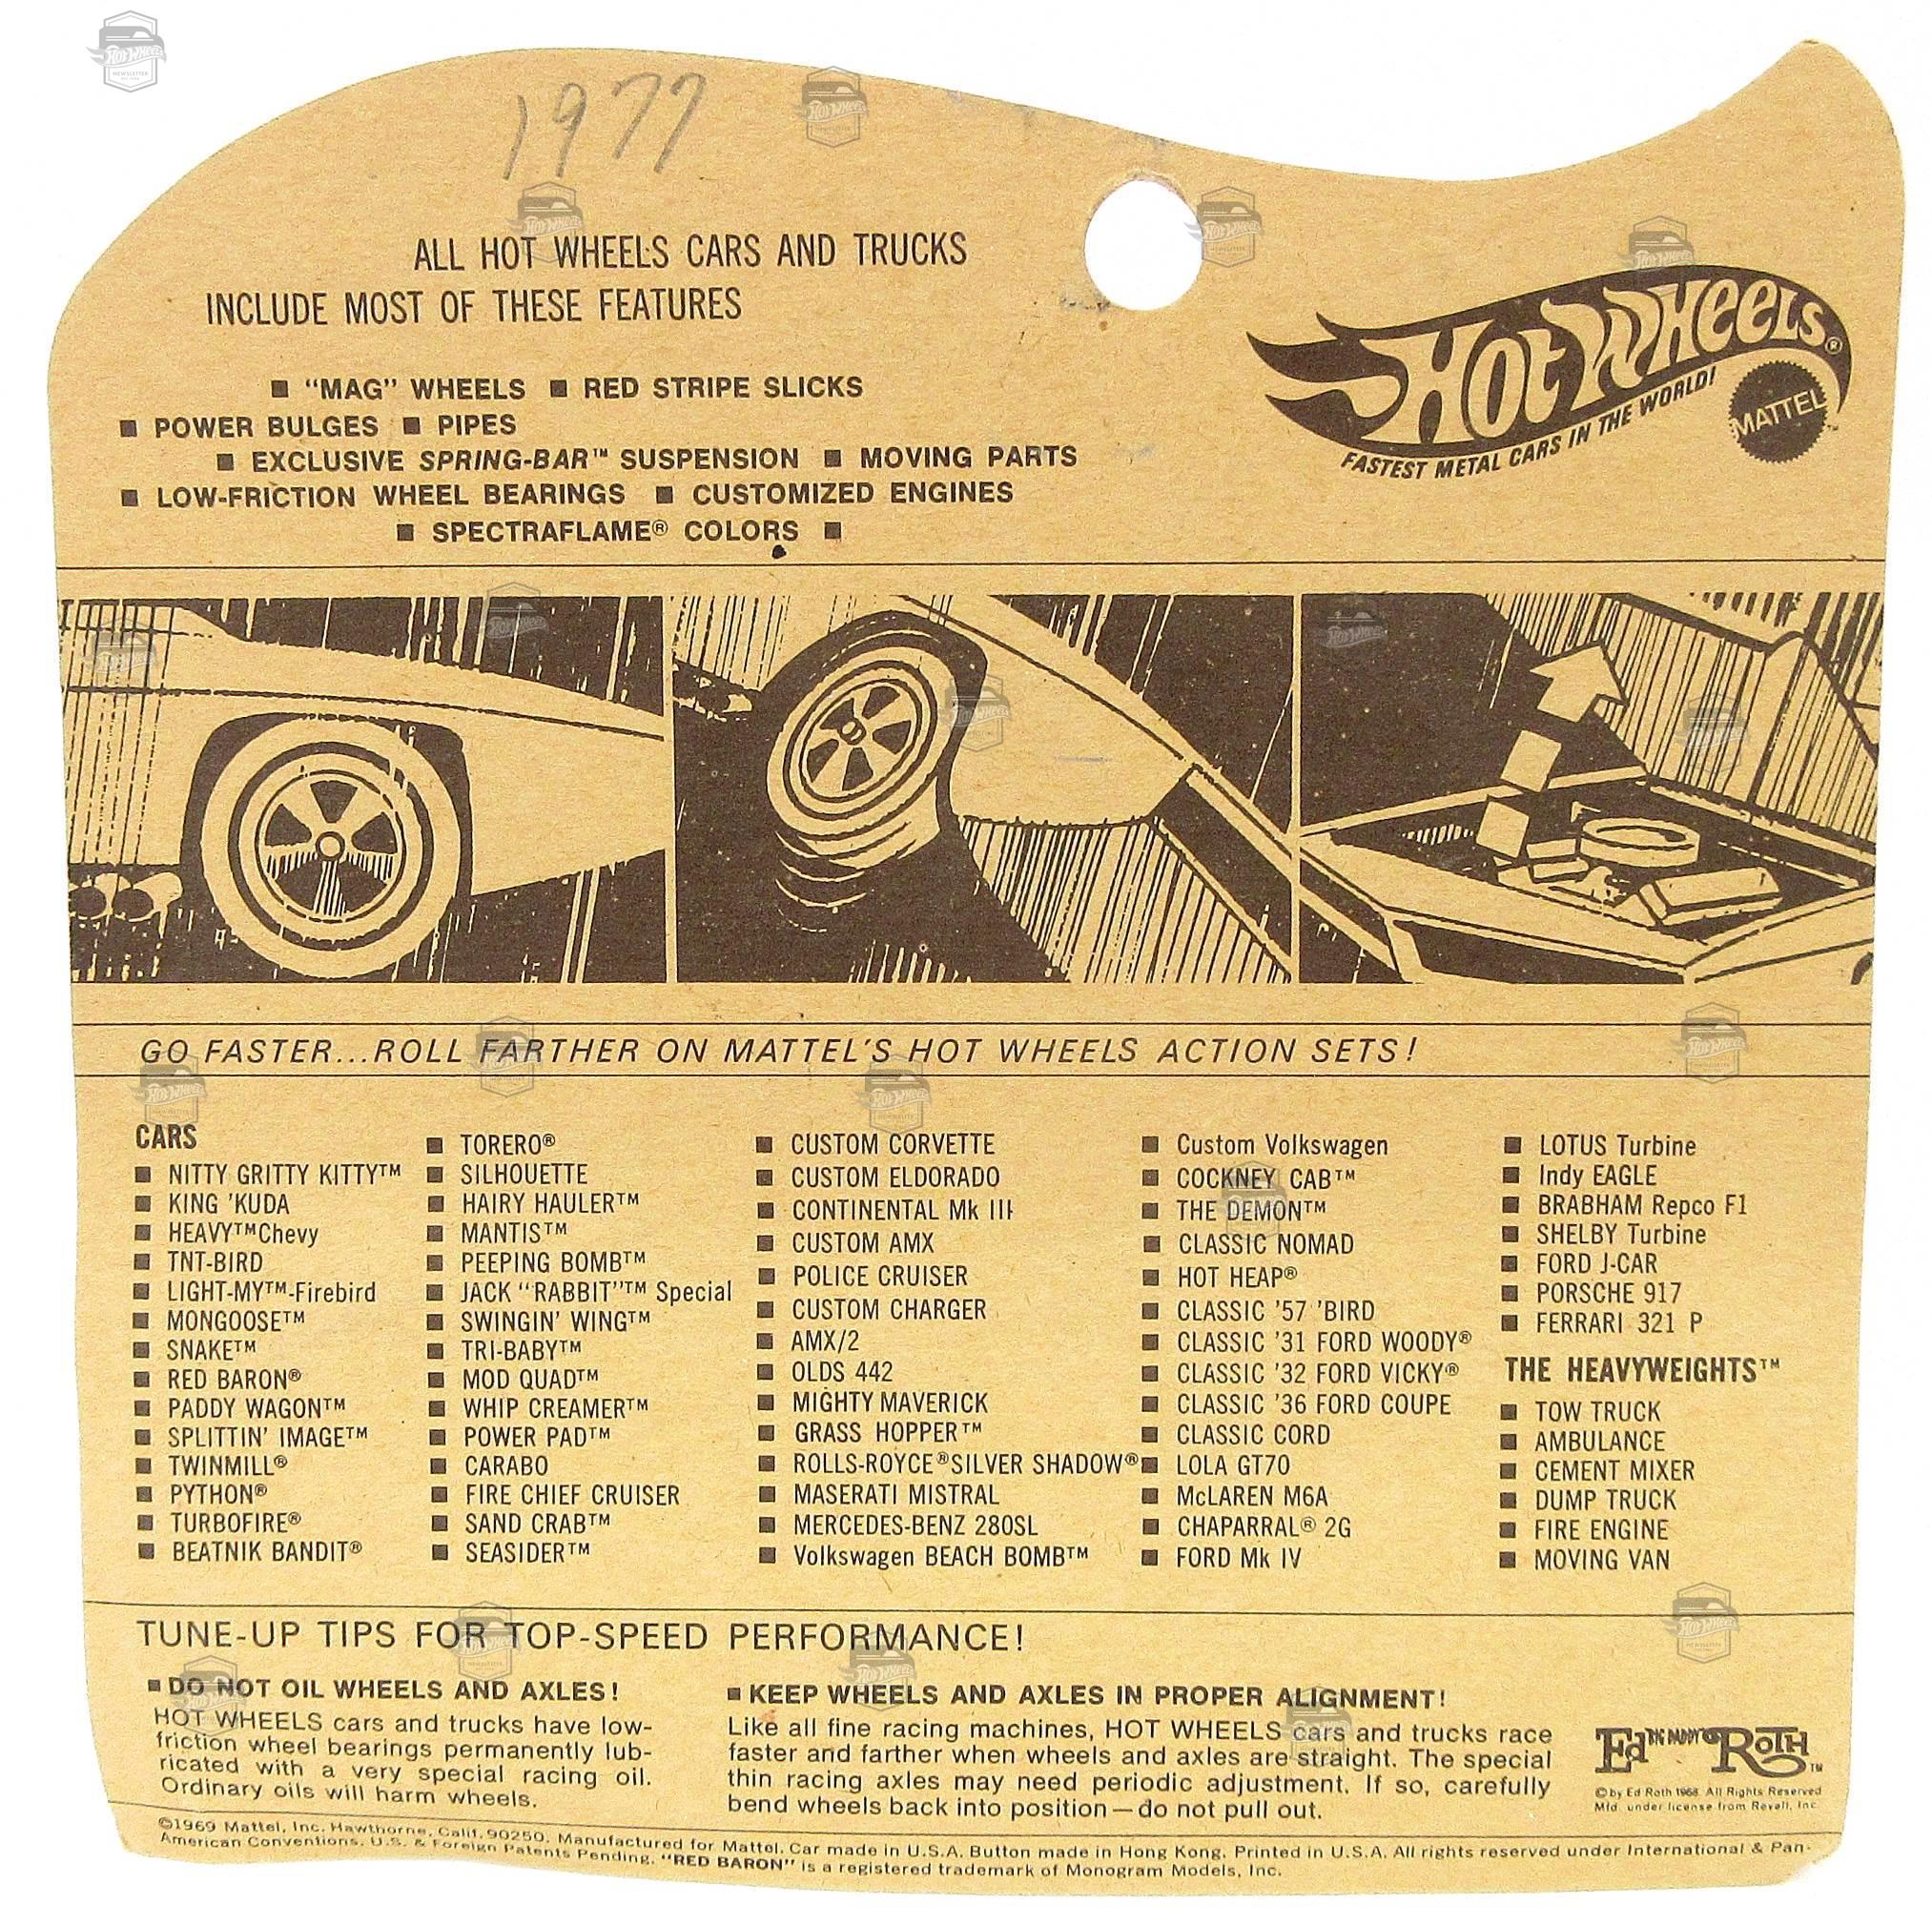 1977
ALL HOT WHEELS CARS AND TRUCKS
INCLUDE MOST OF THESE FEATURES
■ "MAG" WHEELS ■ RED STRIPE SLICKS
■ POWER BULGES ■ PIPES
■ EXCLUSIVE SPRING-BAR™ SUSPENSION ■ MOVING PARTS
■ LOW-FRICTION WHEEL BEARINGS ■ CUSTOMIZED ENGINES
■ SPECTRAFLAME® COLORS ■
HOT WHEELS®
FASTEST METAL CARS IN THE WORLD!
MATTEL™
GO FASTER...ROLL FARTHER ON MATTEL'S HOT WHEELS ACTION SETS!
CARS
■ NITTY GRITTY KITTY™
■ KING 'KUDA
■ HEAVY™Chevy
■ TNT-BIRD
■ LIGHT-MY™-Firebird
■ MONGOOSE™
■ SNAKE™
■ RED BARON®
■ PADDY WAGON™
■ SPLITTIN' IMAGE™
■ TWINMILL®
■ PYTHON®
■ TURBOFIRE®
■ BEATNIK BANDIT®
■ TORERO®
■ SILHOUETTE
■ HAIRY HAULER™
■ MANTIS™
■ PEEPING BOMB™
■ JACK "RABBIT"™ Special
■ SWINGIN' WING™
■ TRI-BABY™
■ MOD QUAD™
■ WHIP CREAMER™
■ POWER PAD™
■ CARABO
■ FIRE CHIEF CRUISER
■ SAND CRAB™
■ SEASIDER™
■ CUSTOM CORVETTE
■ CUSTOM ELDORADO
■ CONTINENTAL Mk III
■ CUSTOM AMX
■ POLICE CRUISER
■ CUSTOM CHARGER
■ AMX/2
■ OLDS 442
■ MIGHTY MAVERICK
■ GRASS HOPPER™
■ ROLLS-ROYCE® SILVER SHADOW®
■ MASERATI MISTRAL
■ MERCEDES-BENZ 280SL
■ Volkswagen BEACH BOMB™
■ Custom Volkswagen
■ COCKNEY CAB™
■ THE DEMON™
■ CLASSIC NOMAD
■ HOT HEAP®
■ CLASSIC '57 'BIRD
■ CLASSIC '31 FORD WOODY®
■ CLASSIC '32 FORD VICKY®
■ CLASSIC '36 FORD COUPE
■ CLASSIC CORD
■ LOLA GT70
■ McLAREN M6A
■ CHAPARRAL® 2G
■ FORD Mk IV
■ LOTUS Turbine
■ Indy EAGLE
■ BRABHAM Repco F1
■ SHELBY Turbine
■ FORD J-CAR
■ PORSCHE 917
■ FERRARI 321 P
THE HEAVYWEIGHTS™
■ TOW TRUCK
■ AMBULANCE
■ CEMENT MIXER
■ DUMP TRUCK
■ FIRE ENGINE
■ MOVING VAN
TUNE-UP TIPS FOR TOP-SPEED PERFORMANCE!
■ DO NOT OIL WHEELS AND AXLES!
HOT WHEELS cars and trucks have low-
friction wheel bearings permanently lub-
ricated with a very special racing oil.
Ordinary oils will harm wheels.
■ KEEP WHEELS AND AXLES IN PROPER ALIGNMENT!
Like all fine racing machines, HOT WHEELS cars and trucks race
faster and farther when wheels and axles are straight. The special
thin racing axles may need periodic adjustment. If so, carefully
bend wheels back into position—do not pull out.
Ed "BIG DADDY" ROTH™
©by Ed Roth 1968 All Rights Reserved
Mfd. under license from Revell, Inc.
©1969 Mattel, Inc. Hawthorne, Calif. 90250. Manufactured for Mattel. Car made in U.S.A. Button made in Hong Kong. Printed in U.S.A. All rights reserved under International & Pan-
American Conventions. U.S. & Foreign Patents Pending. "RED BARON" is a registered trademark of Monogram Models, Inc.